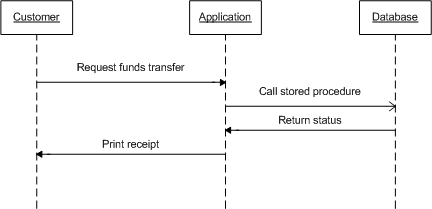 Customer
Application
Database
Request funds transfer
Call stored procedure
Return status
Print receipt